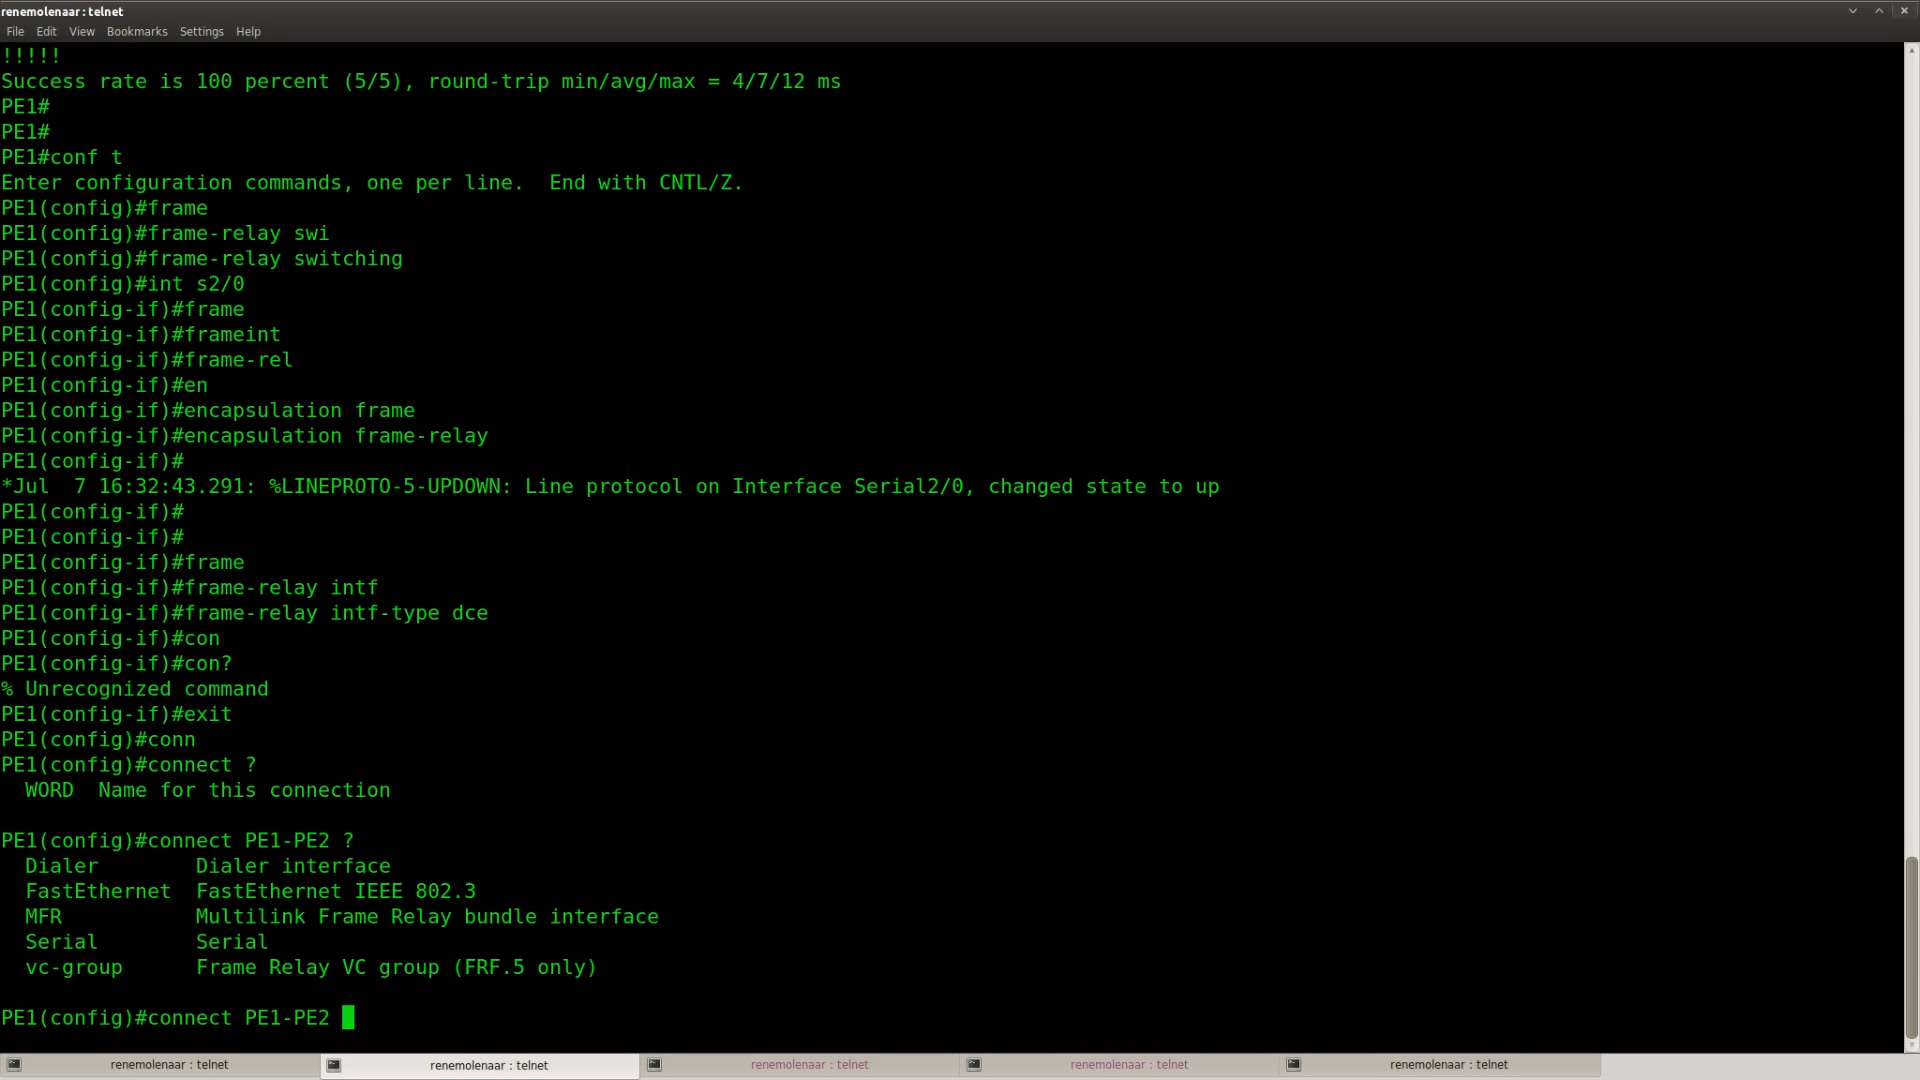 renemolenaar : telnet
File Edit View Bookmarks Settings Help
!!!!!
Success rate is 100 percent (5/5), round-trip min/avg/max = 4/7/12 ms
PE1#
PE1#
PE1#conf t
Enter configuration commands, one per line.  End with CNTL/Z.
PE1(config)#frame
PE1(config)#frame-relay swi
PE1(config)#frame-relay switching
PE1(config)#int s2/0
PE1(config-if)#frame
PE1(config-if)#frameint
PE1(config-if)#frame-rel
PE1(config-if)#en
PE1(config-if)#encapsulation frame
PE1(config-if)#encapsulation frame-relay
PE1(config-if)#
*Jul  7 16:32:43.291: %LINEPROTO-5-UPDOWN: Line protocol on Interface Serial2/0, changed state to up
PE1(config-if)#
PE1(config-if)#
PE1(config-if)#frame
PE1(config-if)#frame-relay intf
PE1(config-if)#frame-relay intf-type dce
PE1(config-if)#con
PE1(config-if)#con?
% Unrecognized command
PE1(config-if)#exit
PE1(config)#conn
PE1(config)#connect ?
  WORD  Name for this connection
PE1(config)#connect PE1-PE2 ?
  Dialer        Dialer interface
  FastEthernet  FastEthernet IEEE 802.3
  MFR           Multilink Frame Relay bundle interface
  Serial        Serial
  vc-group      Frame Relay VC group (FRF.5 only)
PE1(config)#connect PE1-PE2
renemolenaar : telnet renemolenaar : telnet renemolenaar : telnet renemolenaar : telnet renemolenaar : telnet